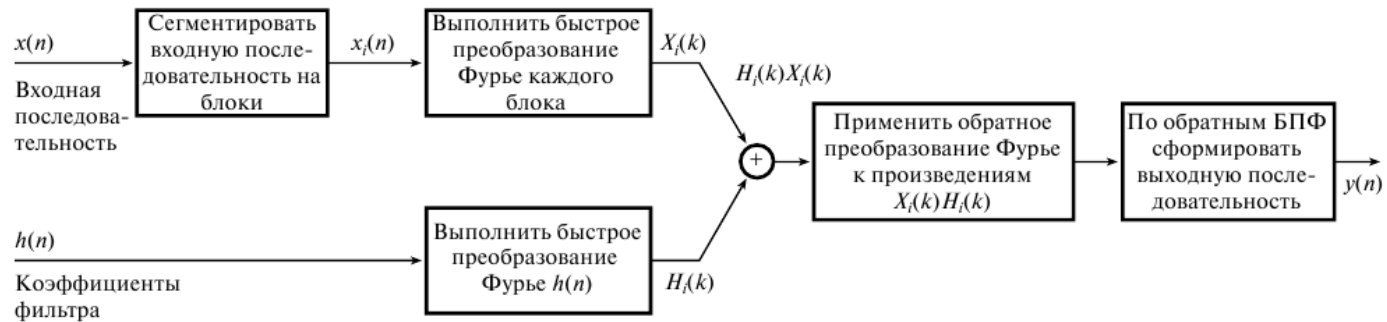 x(n)
Входная
последова-
тельность
Сегментировать
входную после-
довательность на
блоки
x_i(n)
Выполнить быстрое
преобразование
Фурье каждого
блока
X_i(k)
H_i(k)X_i(k)
h(n)
Коэффициенты
фильтра
Выполнить быстрое
преобразование
Фурье h(n)
H_i(k)
+
Применить обратное
преобразование Фурье
к произведениям
X_i(k)H_i(k)
По обратным БПФ
сформировать
выходную после-
довательность
y(n)